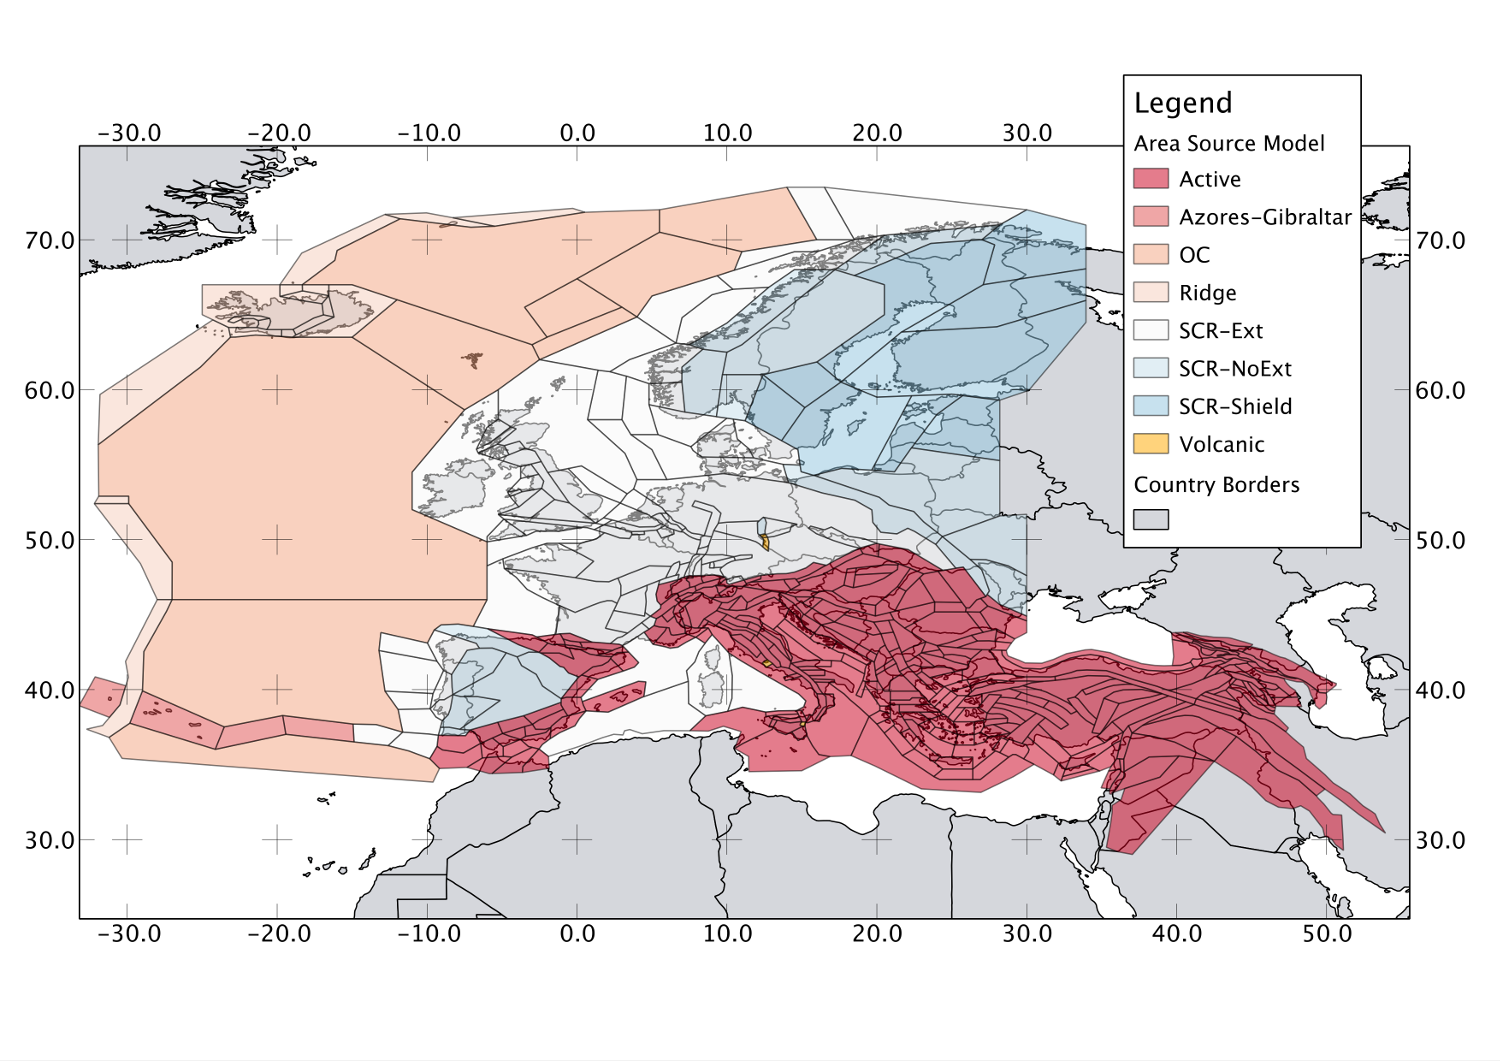 Legend
Area Source Model
Active
Azores-Gibraltar
OC
Ridge
SCR-Ext
SCR-NoExt
SCR-Shield
Volcanic
Country Borders
-30.0 -20.0 -10.0 0.0 10.0 20.0 30.0
70.0 70.0
60.0 60.0
50.0 50.0
40.0 40.0
30.0 30.0
-30.0 -20.0 -10.0 0.0 10.0 20.0 30.0 40.0 50.0